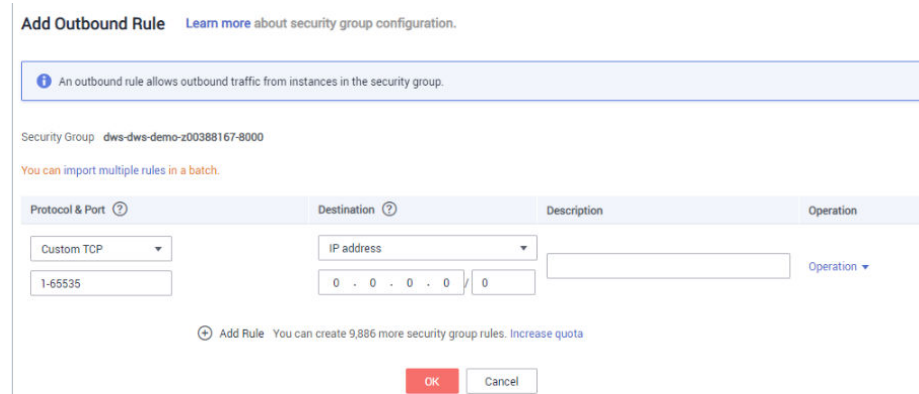 Add Outbound Rule Learn more about security group configuration.
An outbound rule allows outbound traffic from instances in the security group.
Security Group dws-dws-demo-z00388167-8000
You can import multiple rules in a batch.
Protocol & Port ? Destination ? Description Operation
Custom TCP IP address
Operation
1-65535 0 . 0 . 0 . 0 / 0
Add Rule You can create 9,886 more security group rules. Increase quota
OK Cancel